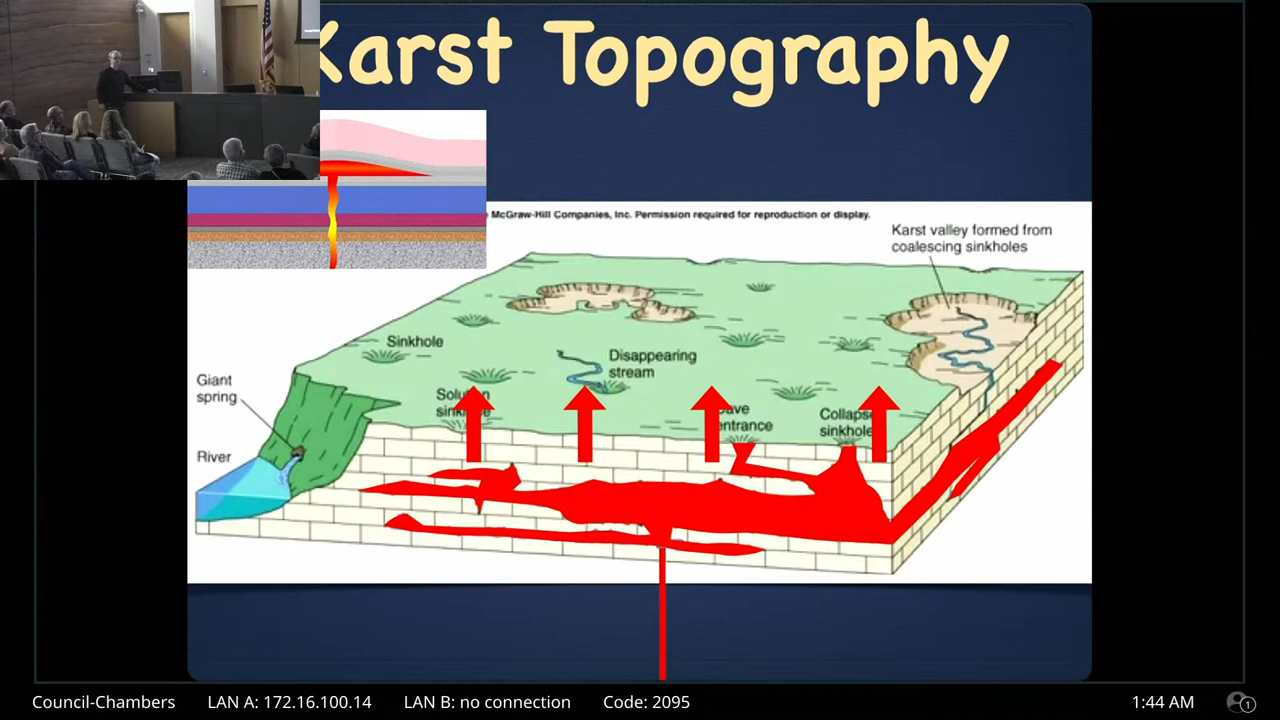 Karst Topography
McGraw-Hill Companies, Inc. Permission required for reproduction or display.
Karst valley formed from
coalescing sinkholes
Sinkhole
Disappearing
stream
Giant
spring
entrance
Collapse
sinkhole
River
Council-Chambers LAN A: 172.16.100.14 LAN B: no connection Code: 2095 1:44 AM 1